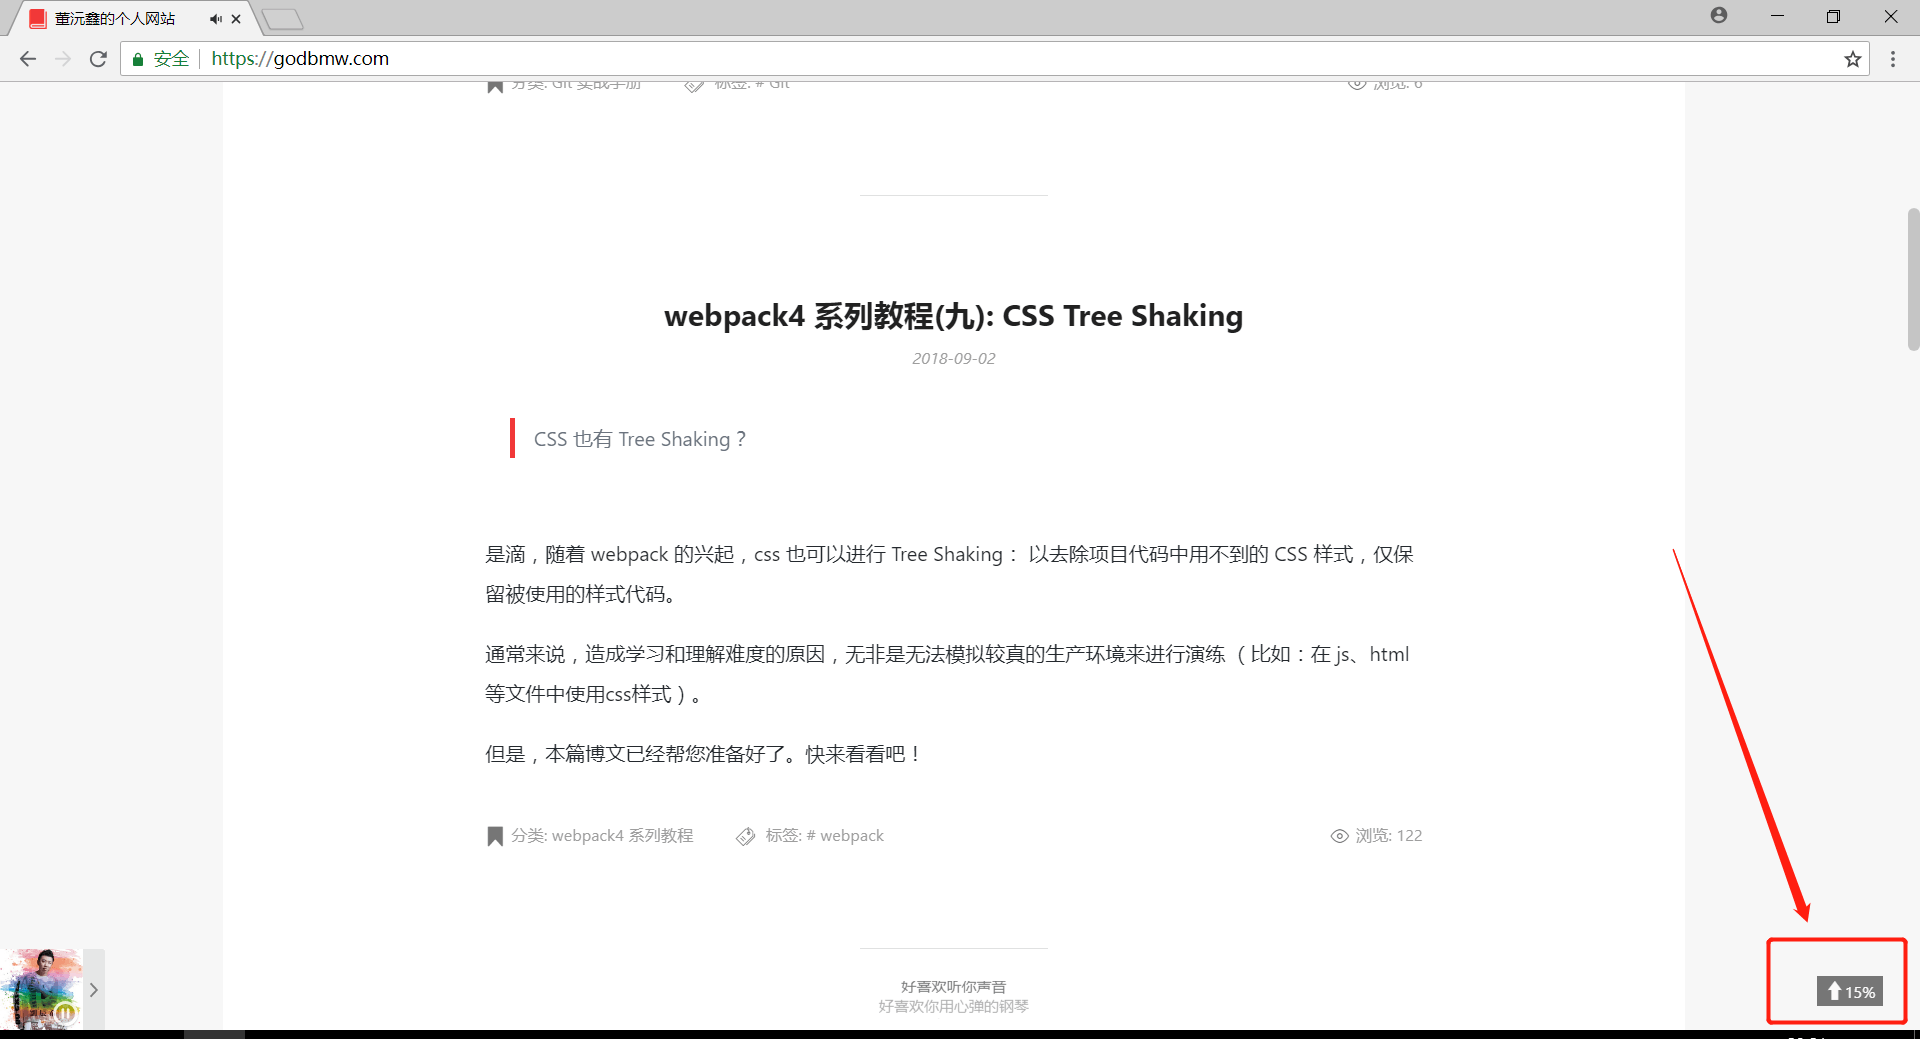 董沅鑫的个人网站
安全 https://godbmw.com
分类: Git 实战手册 标签: # Git 浏览: 6
webpack4 系列教程(九): CSS Tree Shaking
2018-09-02
CSS 也有 Tree Shaking？
是滴，随着 webpack 的兴起，css 也可以进行 Tree Shaking： 以去除项目代码中用不到的 CSS 样式，仅保
留被使用的样式代码。
通常来说，造成学习和理解难度的原因，无非是无法模拟较真的生产环境来进行演练 （比如：在 js、html
等文件中使用css样式）。
但是，本篇博文已经帮您准备好了。快来看看吧！
分类: webpack4 系列教程 标签: # webpack 浏览: 122
好喜欢听你声音
好喜欢你用心弹的钢琴
15%